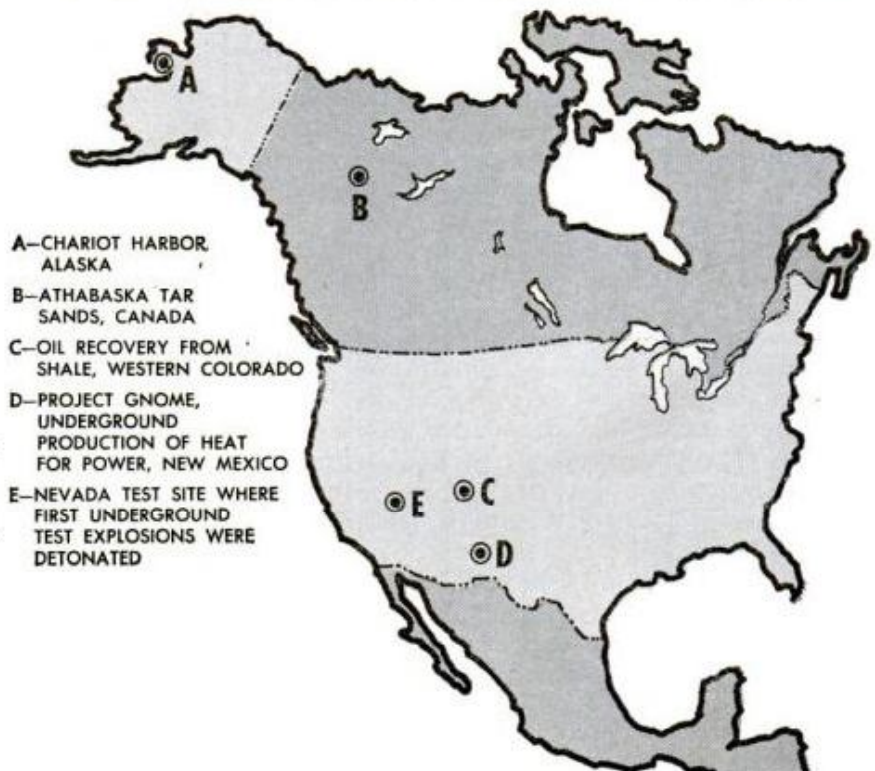 A
B
A—CHARIOT HARBOR,
ALASKA
B—ATHABASKA TAR
SANDS, CANADA
C—OIL RECOVERY FROM
SHALE, WESTERN COLORADO
D—PROJECT GNOME,
UNDERGROUND
PRODUCTION OF HEAT
FOR POWER, NEW MEXICO
E—NEVADA TEST SITE WHERE
FIRST UNDERGROUND
TEST EXPLOSIONS WERE
DETONATED
E
C
D